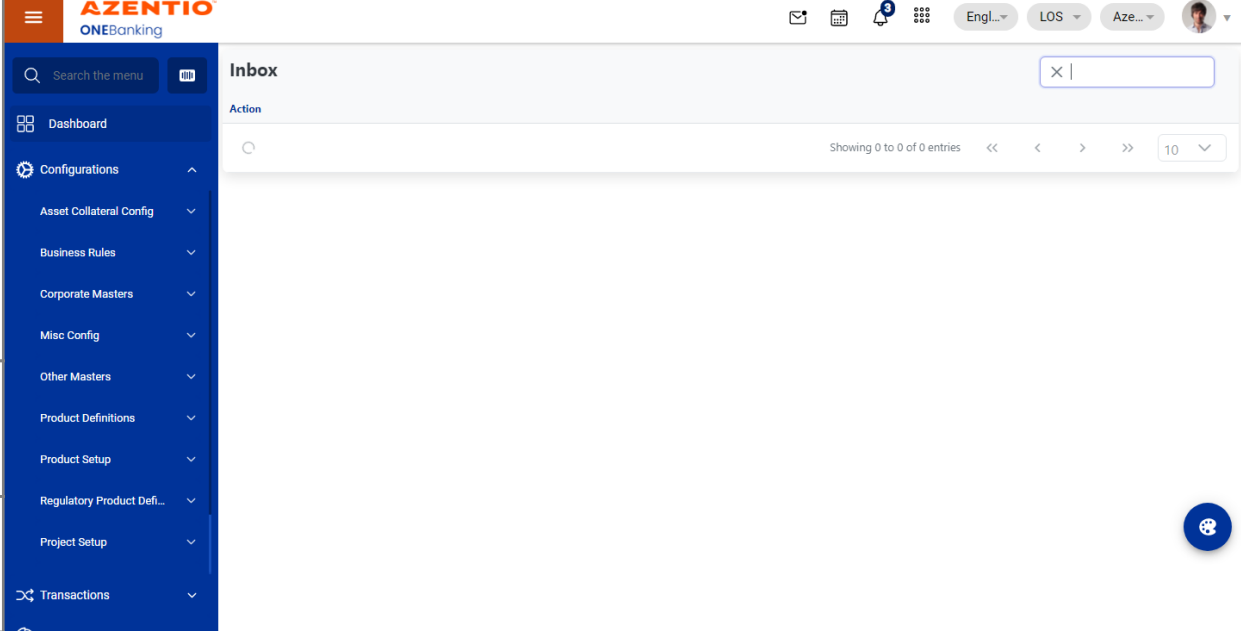 AZENTIO
ONEBanking
3
Engl...
LOS
Aze...
Search the menu
Inbox
Action
Dashboard
Showing 0 to 0 of 0 entries
10
Configurations
Asset Collateral Config
Business Rules
Corporate Masters
Misc Config
Other Masters
Product Definitions
Product Setup
Regulatory Product Defi...
Project Setup
Transactions